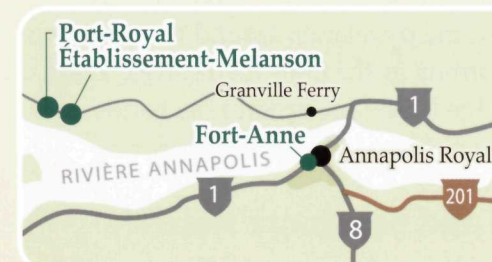 Port-Royal
Établissement-Melanson
Granville Ferry
1
Fort-Anne
Annapolis Royal
RIVIÈRE ANNAPOLIS
1
201
8